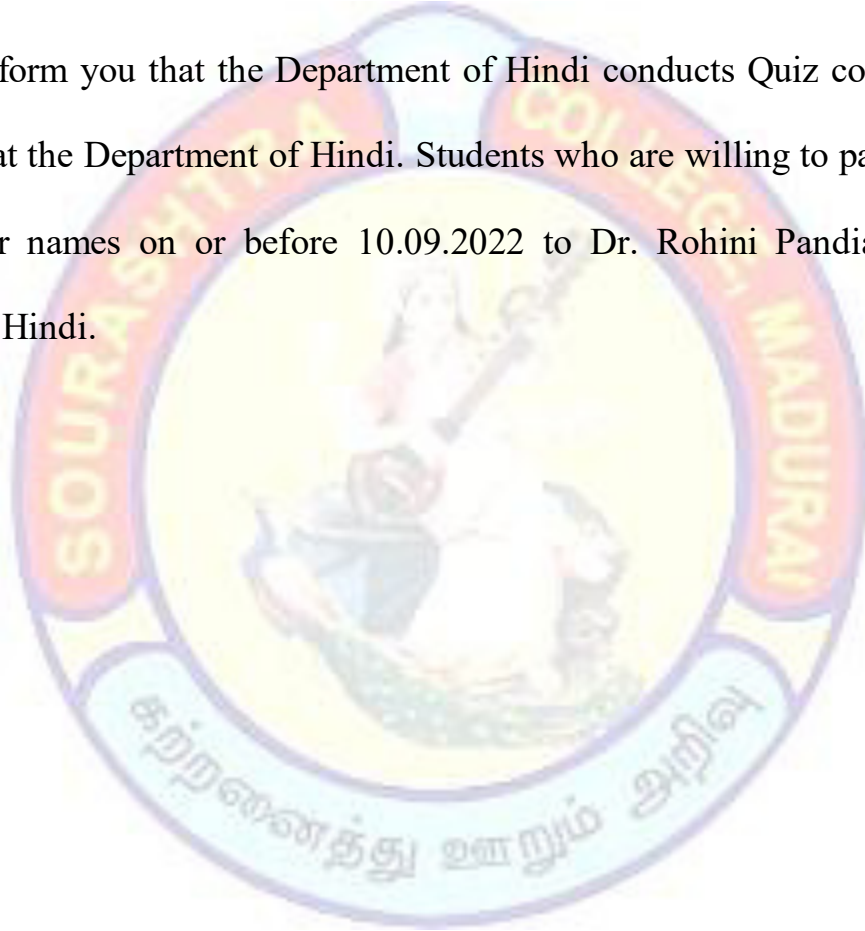 form you that the Department of Hindi conducts Quiz co
at the Department of Hindi. Students who are willing to pa
r names on or before 10.09.2022 to Dr. Rohini Pandia
Hindi.
SOURASHTRA COLLEGE, MADURAI
கற்றனைத்து ஊறும் அறிவு